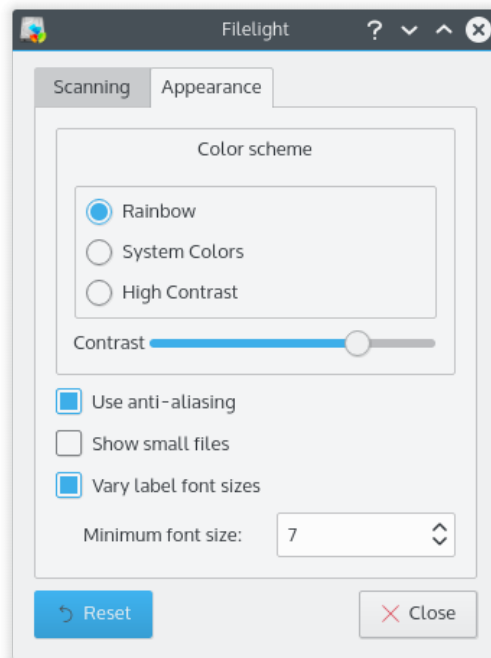 Filelight
Scanning Appearance
Color scheme
Rainbow
System Colors
High Contrast
Contrast
Use anti-aliasing
Show small files
Vary label font sizes
Minimum font size: 7
Reset Close